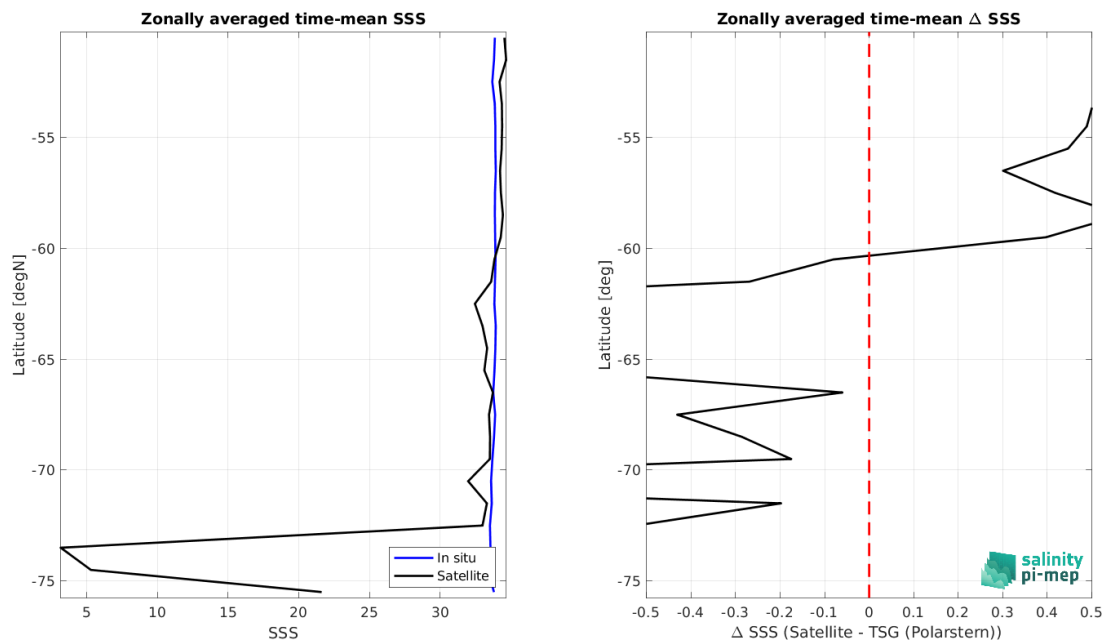 Zonally averaged time-mean SSS
Latitude [degN]
-55
-60
-65
-70
-75
5
10
15
20
25
30
SSS
In situ
Satellite
Zonally averaged time-mean Δ SSS
Latitude [deg]
-55
-60
-65
-70
-75
-0.5
-0.4
-0.3
-0.2
-0.1
0
0.1
0.2
0.3
0.4
0.5
Δ SSS (Satellite - TSG (Polarstern))
salinity
pi-mep